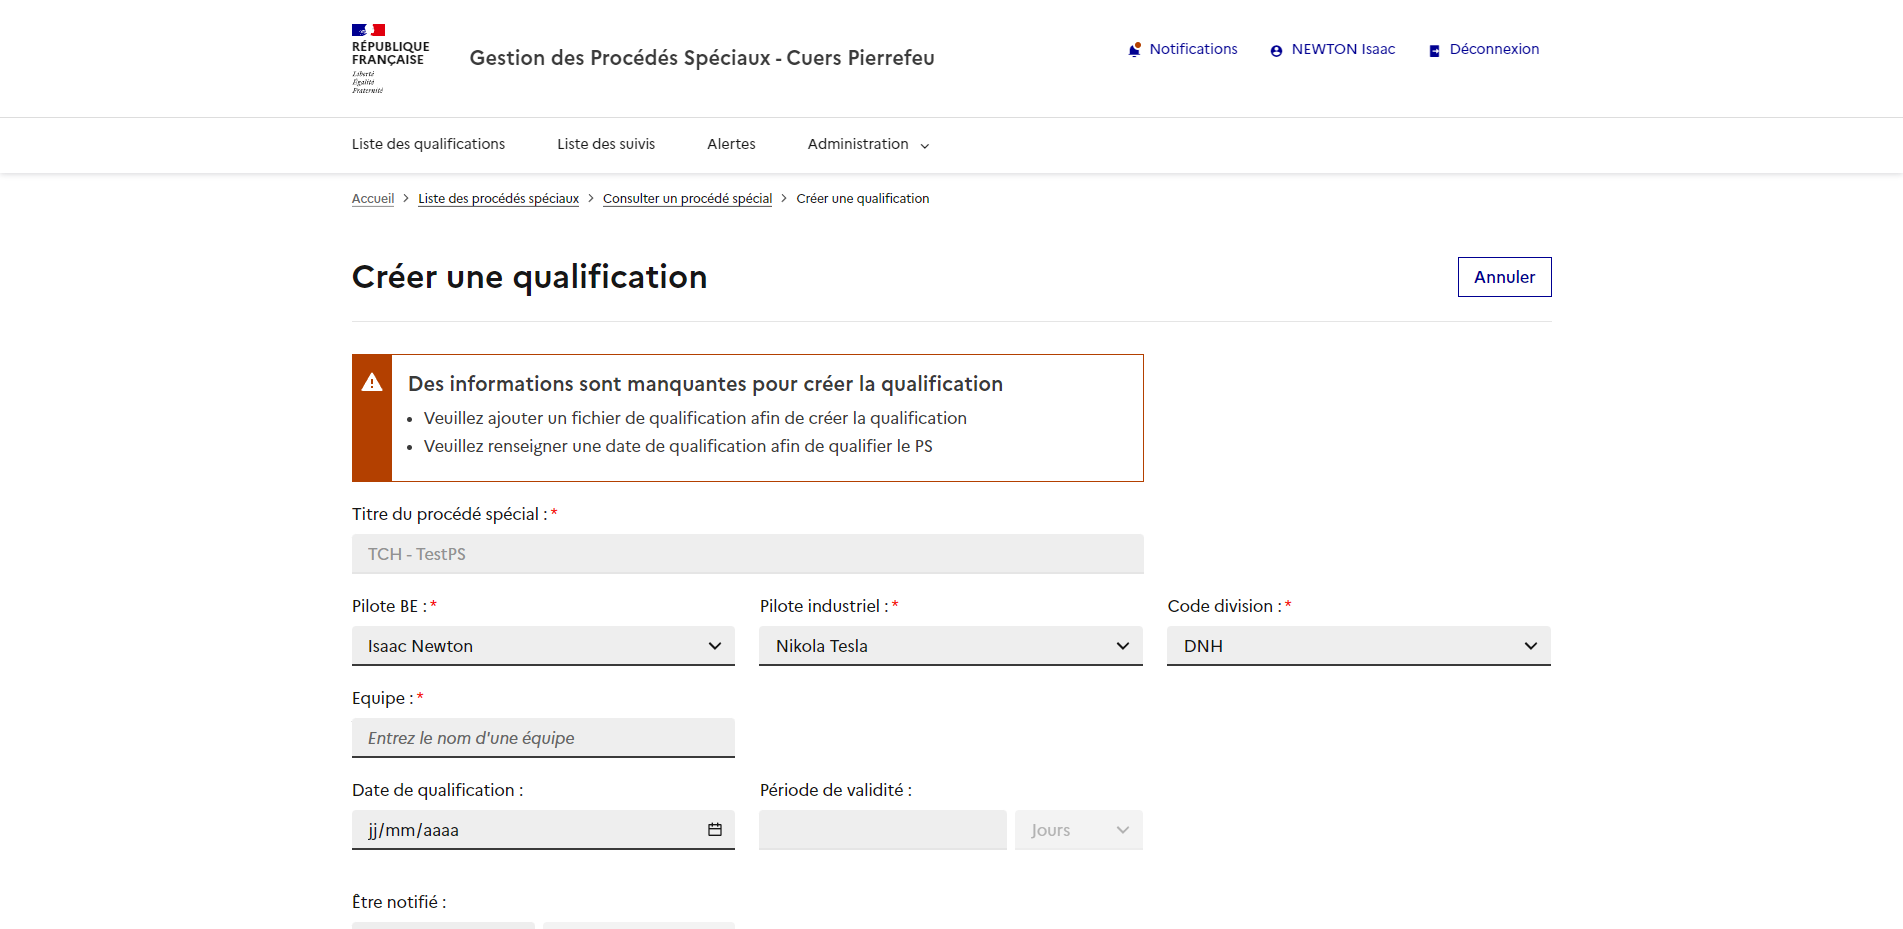 RÉPUBLIQUE
FRANÇAISE
Liberté
Égalité
Fraternité
Gestion des Procédés Spéciaux - Cuers Pierrefeu
Notifications
NEWTON Isaac
Déconnexion
Liste des qualifications
Liste des suivis
Alertes
Administration
Accueil > Liste des procédés spéciaux > Consulter un procédé spécial > Créer une qualification
Créer une qualification
Annuler
Des informations sont manquantes pour créer la qualification
• Veuillez ajouter un fichier de qualification afin de créer la qualification
• Veuillez renseigner une date de qualification afin de qualifier le PS
Titre du procédé spécial : *
TCH - TestPS
Pilote BE : *
Isaac Newton
Pilote industriel : *
Nikola Tesla
Code division : *
DNH
Equipe : *
Entrez le nom d'une équipe
Date de qualification :
jj/mm/aaaa
Période de validité :
Jours
Être notifié :